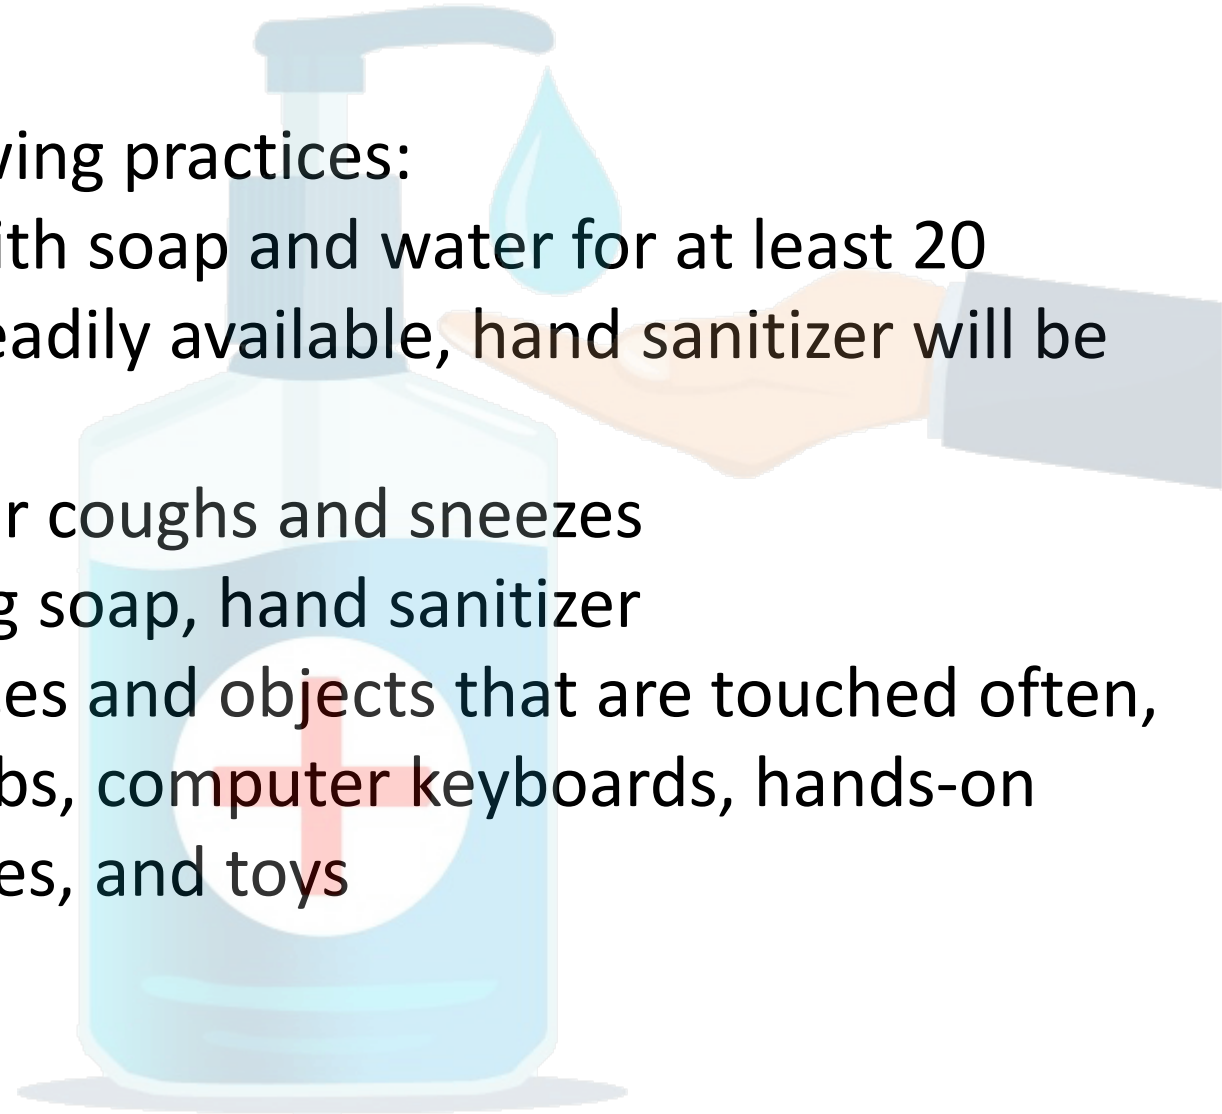 wing practices:
ith soap and water for at least 20
eadily available, hand sanitizer will be
r coughs and sneezes
g soap, hand sanitizer
es and objects that are touched often,
bs, computer keyboards, hands-on
es, and toys